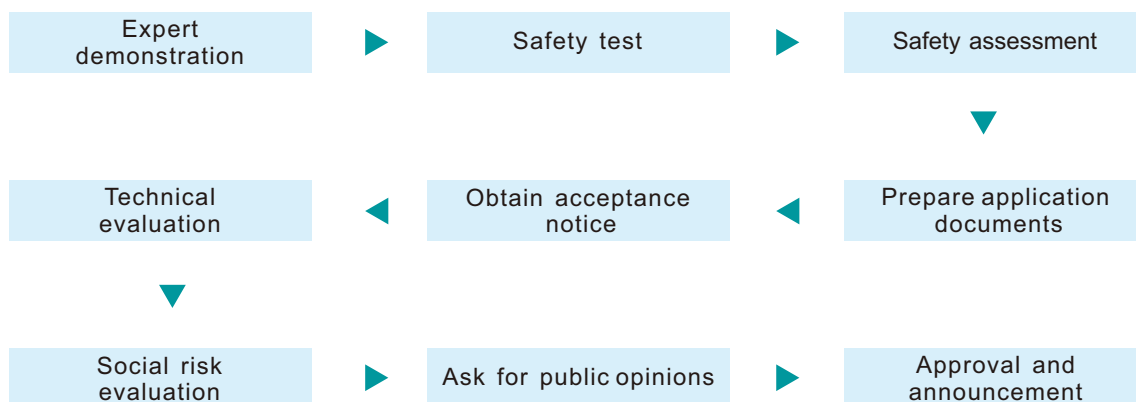 Expert
demonstration
Safety test
Safety assessment
Prepare application
documents
Obtain acceptance
notice
Technical
evaluation
Social risk
evaluation
Ask for public opinions
Approval and
announcement